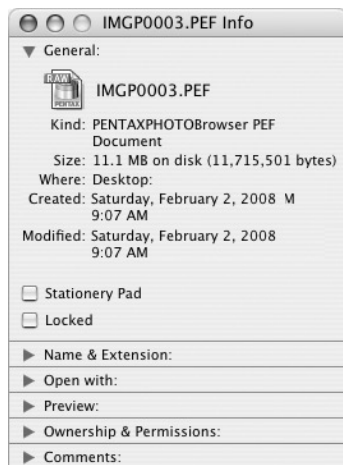 IMGP0003.PEF Info
General:
RAW
PENTAX
IMGP0003.PEF
Kind: PENTAXPHOTOBrowser PEF
Document
Size: 11.1 MB on disk (11,715,501 bytes)
Where: Desktop:
Created: Saturday, February 2, 2008 M
9:07 AM
Modified: Saturday, February 2, 2008
9:07 AM
Stationery Pad
Locked
Name & Extension:
Open with:
Preview:
Ownership & Permissions:
Comments: